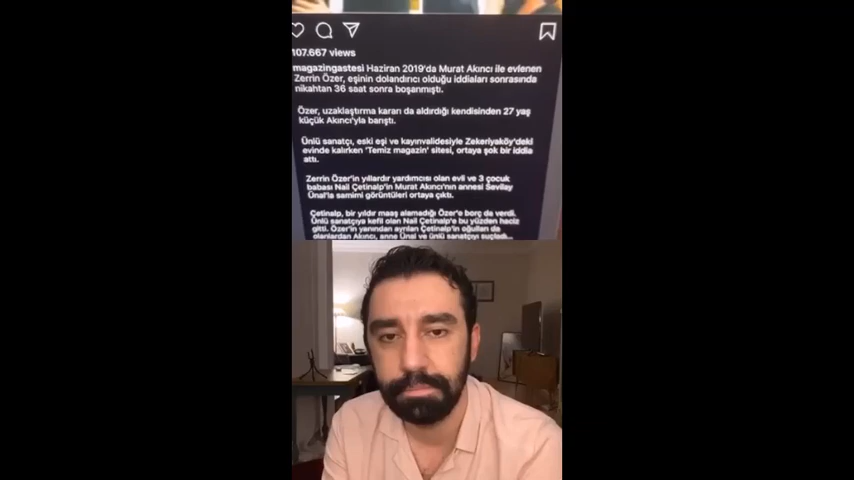 107.667 views
magazingastesi Haziran 2019'da Murat Akıncı ile evlenen
Zerrin Özer, eşinin dolandırıcı olduğu iddiaları sonrasında
nikahtan 36 saat sonra boşanmıştı.
Özer, uzaklaştırma kararı da aldırdığı kendisinden 27 yaş
küçük Akıncı'yla barıştı.
Ünlü sanatçı, eski eşi ve kayınvalidesiyle Zekeriyaköy'deki
evinde kalırken 'Temiz magazin' sitesi, ortaya şok bir iddia
attı.
Zerrin Özer'in yıllardır yardımcısı olan evli ve 3 çocuk
babası Nail Çetinalp'in Murat Akıncı'nın annesi Sevilay
Ünal'la samimi görüntüleri ortaya çıktı.
Çetinalp, bir yıldır maaş alamadığı Özer'e borç da verdi.
Ünlü sanatçıya kefil olan Nail Çetinalp'e bu yüzden haciz
gitti. Özer'in yanından ayrılan Çetinalp'in oğulları da
olanlardan Akıncı, anne Ünal ve ünlü sanatçıyı suçladı...